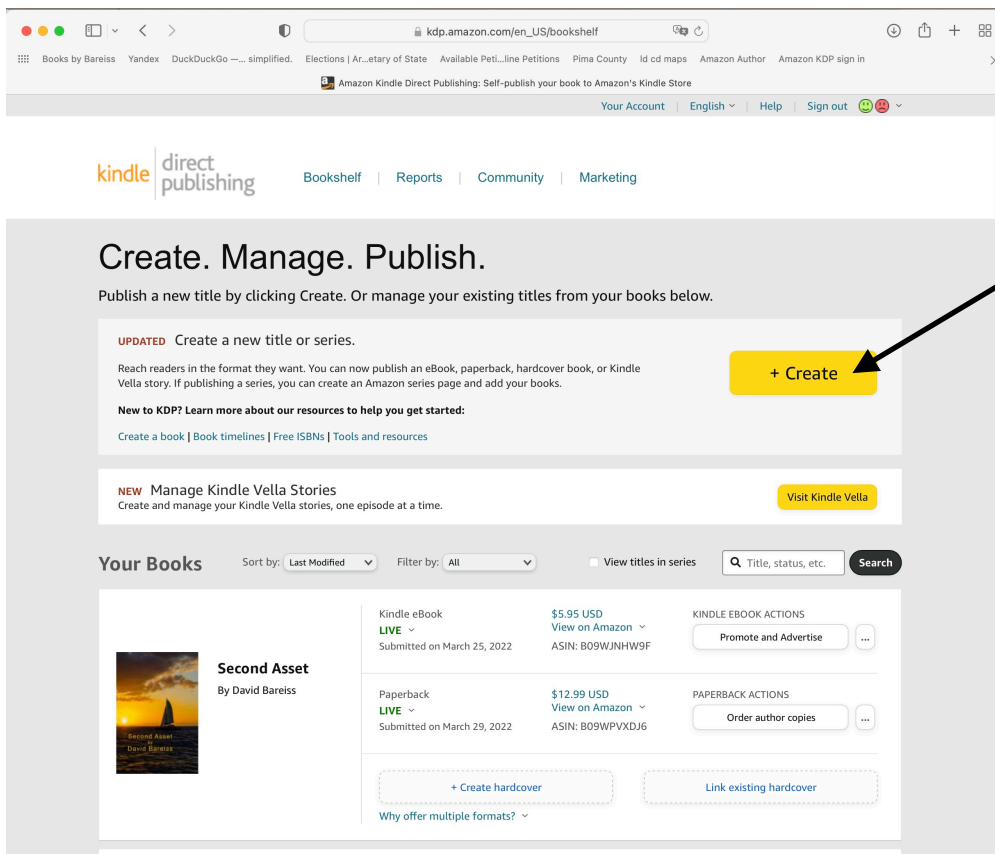 kdp.amazon.com/en_US/bookshelf
Books by Bareiss Yandex DuckDuckGo —... simplified. Elections | Ar...etary of State Available Peti...line Petitions Pima County ld cd maps Amazon Author Amazon KDP sign in
Amazon Kindle Direct Publishing: Self-publish your book to Amazon's Kindle Store
Your Account | English | Help | Sign out
kindle direct publishing
Bookshelf | Reports | Community | Marketing
Create. Manage. Publish.
Publish a new title by clicking Create. Or manage your existing titles from your books below.
UPDATED Create a new title or series.
Reach readers in the format they want. You can now publish an eBook, paperback, hardcover book, or Kindle
Vella story. If publishing a series, you can create an Amazon series page and add your books.
+ Create
New to KDP? Learn more about our resources to help you get started:
Create a book | Book timelines | Free ISBNs | Tools and resources
NEW Manage Kindle Vella Stories
Create and manage your Kindle Vella stories, one episode at a time.
Visit Kindle Vella
Your Books Sort by: Last Modified Filter by: All View titles in series Title, status, etc. Search
Second Asset
by
David Bareiss
Second Asset
By David Bareiss
Kindle eBook
LIVE
Submitted on March 25, 2022
$5.95 USD
View on Amazon
ASIN: B09WJNHW9F
KINDLE EBOOK ACTIONS
Promote and Advertise
...
Paperback
LIVE
Submitted on March 29, 2022
$12.99 USD
View on Amazon
ASIN: B09WPVXDJ6
PAPERBACK ACTIONS
Order author copies
...
+ Create hardcover
Link existing hardcover
Why offer multiple formats?